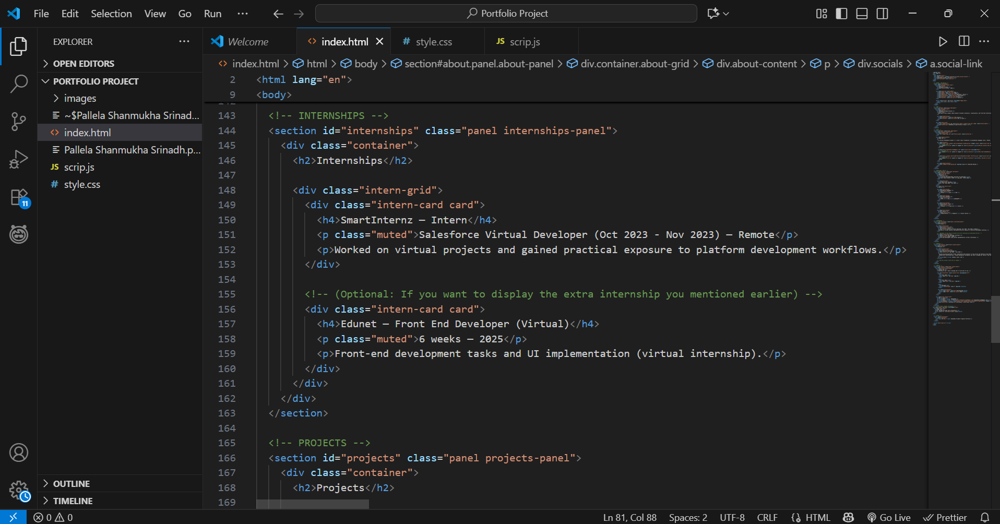 File Edit Selection View Go Run ··· Portfolio Project
EXPLORER ···
OPEN EDITORS
PORTFOLIO PROJECT
images
~$Pallela Shanmukha Srinad...
index.html
Pallela Shanmukha Srinadh.p...
JS scrip.js
# style.css
11
OUTLINE
TIMELINE
Welcome
<> index.html
# style.css
JS scrip.js
<> index.html > html > body > section#about.panel.about-panel > div.container.about-grid > div.about-content > p > div.socials > a.social-link
2 <html lang="en">
9 <body>
143 <!-- INTERNSHIPS -->
144 <section id="internships" class="panel internships-panel">
145 <div class="container">
146 <h2>Internships</h2>
147
148 <div class="intern-grid">
149 <div class="intern-card card">
150 <h4>SmartInternz — Intern</h4>
151 <p class="muted">Salesforce Virtual Developer (Oct 2023 - Nov 2023) — Remote</p>
152 <p>Worked on virtual projects and gained practical exposure to platform development workflows.</p>
153 </div>
154
155 <!-- (Optional: If you want to display the extra internship you mentioned earlier) -->
156 <div class="intern-card card">
157 <h4>Edunet — Front End Developer (Virtual)</h4>
158 <p class="muted">6 weeks — 2025</p>
159 <p>Front-end development tasks and UI implementation (virtual internship).</p>
160 </div>
161 </div>
162 </div>
163 </section>
164
165 <!-- PROJECTS -->
166 <section id="projects" class="panel projects-panel">
167 <div class="container">
168 <h2>Projects</h2>
169
0 0 Ln 81, Col 88 Spaces: 2 UTF-8 CRLF {} HTML Go Live Prettier